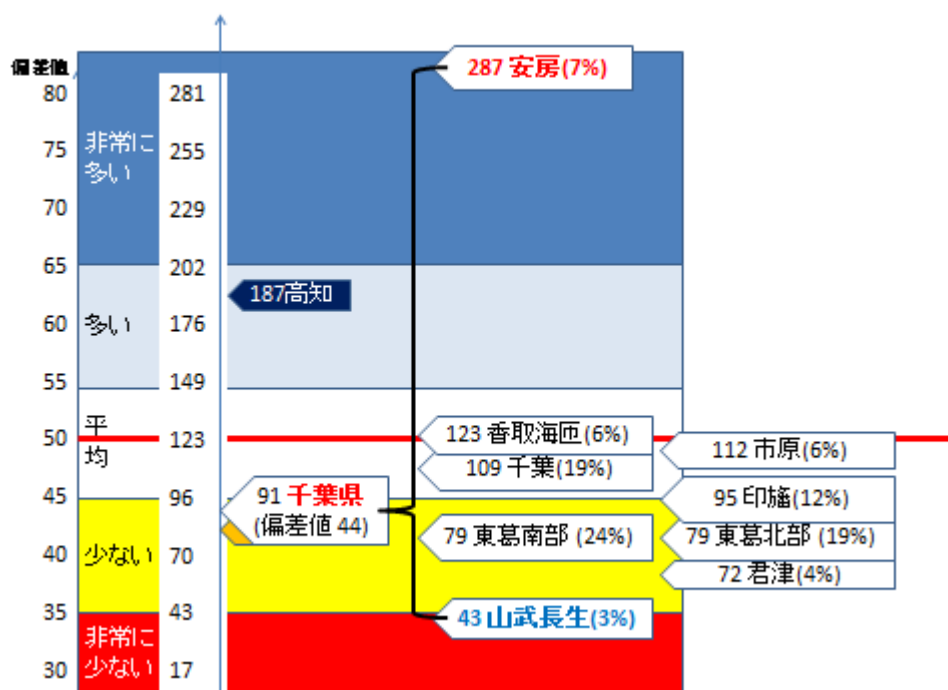 偏差値
287 安房(7%)
80 281
75 非常に 255
多い
70 229
65 202
187高知
60 多い 176
55 149
平
50 123
均
123 香取海匝(6%)
112 市原(6%)
109 千葉(19%)
45 96
91 千葉県
(偏差値 44)
95 印旛(12%)
79 東葛南部 (24%)
79 東葛北部 (19%)
40 少ない 70
72 君津(4%)
35 43
43 山武長生(3%)
非常に
30 少ない 17